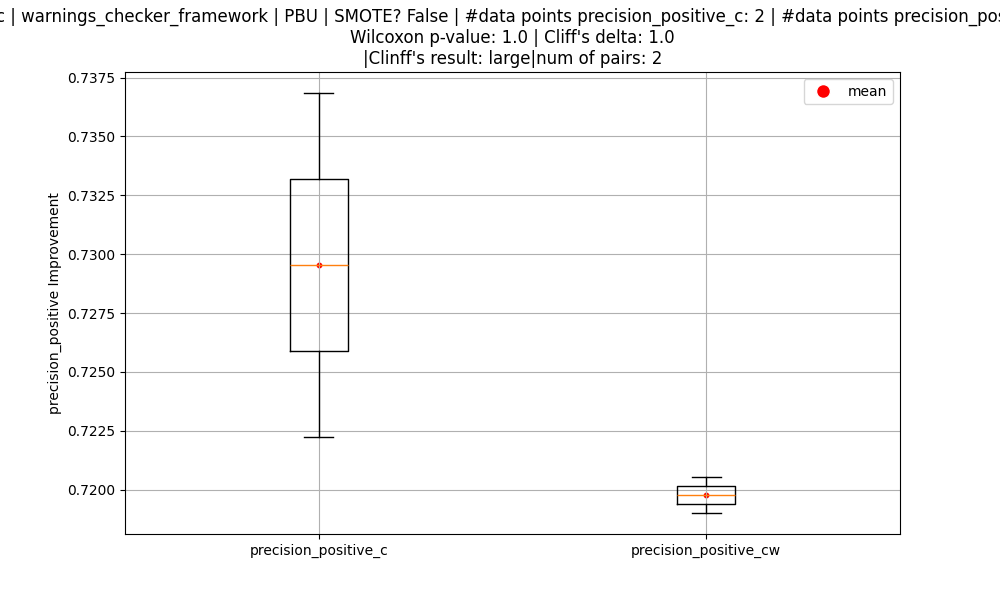 | warnings_checker_framework | PBU | SMOTE? False | #data points precision_positive_c: 2 | #data points
Wilcoxon p-value: 1.0 | Cliff's delta: 1.0
|Clinff's result: large|num of pairs: 2
mean
precision_positive Improvement
0.7375
0.7350
0.7325
0.7300
0.7275
0.7250
0.7225
0.7200
precision_positive_c
precision_positive_cw